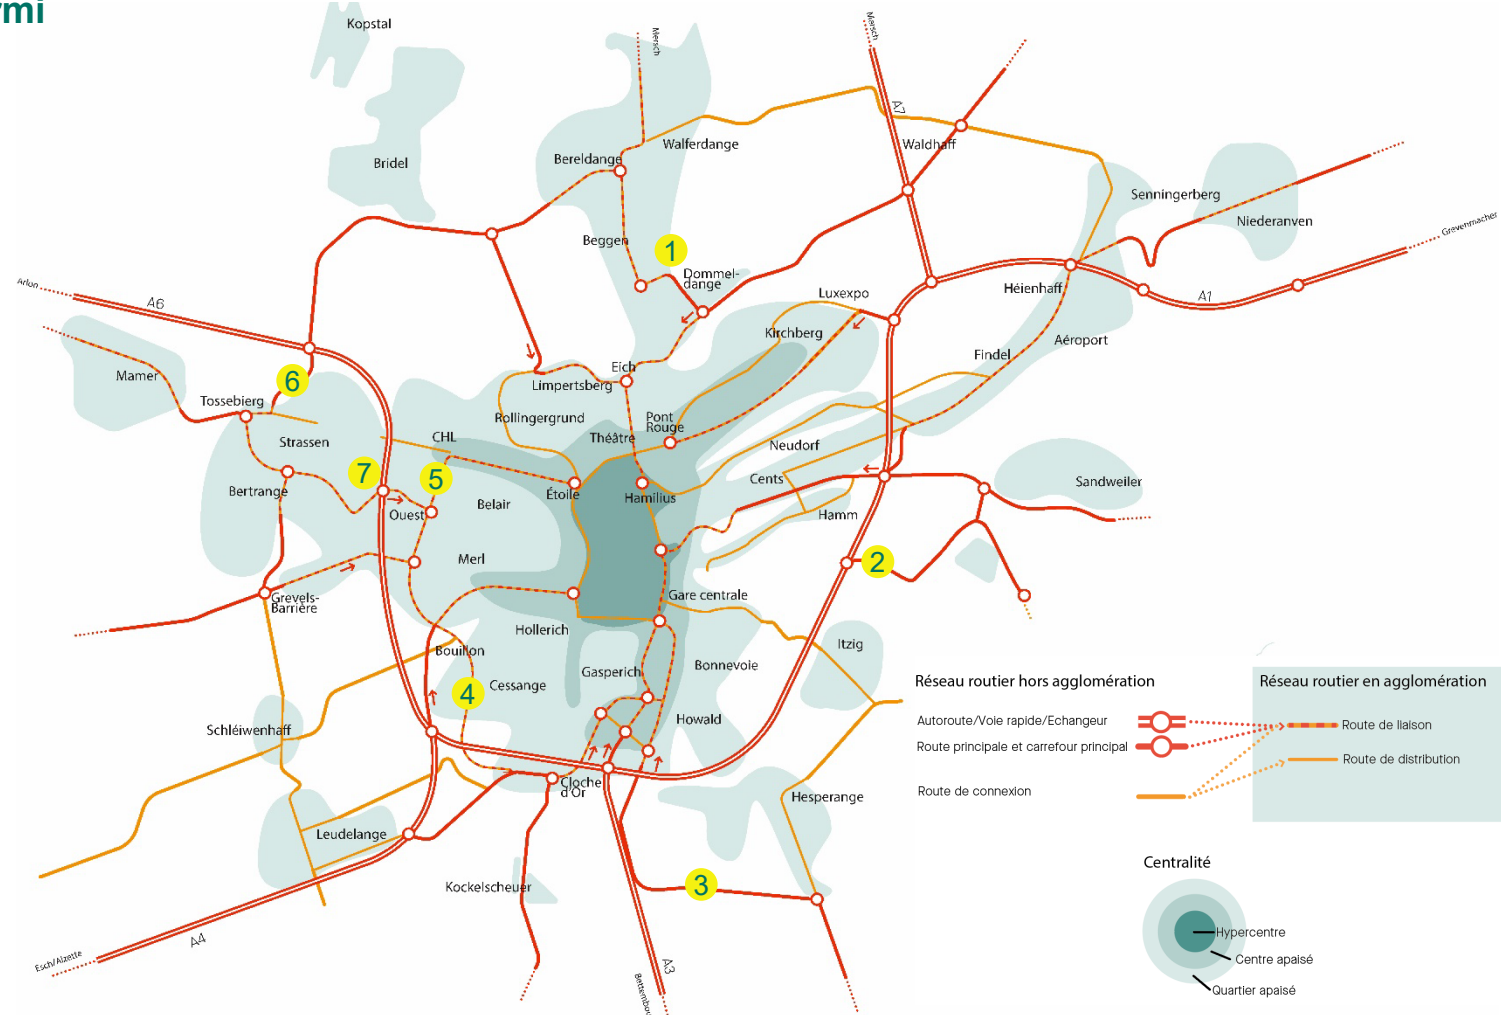 rmi
Kopstal
Mersch
Marsch
A7
Walferdange
Waldhaff
Bereldange
Bridel
Senningerberg
Niederanven
Grevenmacher
Beggen
1
Dommel-
dange
Luxexpo
Héienhaff
A1
Arlon
A6
Kirchberg
Aéroport
Findel
Eich
Mamer
6
Limpertsberg
Tossebierg
Rollingergrund
Pont
Rouge
Théâtre
Strassen
CHL
Neudorf
7
5
Cents
Sandweiler
Bertrange
Étoile
Hamilius
Belair
Ouest
Hamm
Merl
2
Grevels-
Barrière
Gare centrale
Hollerich
Itzig
Bouillon
Gasperich
Bonnevoie
4
Cessange
Howald
Schléiwenhaff
Cloche
d'Or
Hesperange
Leudelange
Kockelscheuer
3
A4
Esch/Alzette
A3
Réseau routier hors agglomération
Autoroute/Voie rapide/Echangeur
Route principale et carrefour principal
Route de connexion
Réseau routier en agglomération
Route de liaison
Route de distribution
Centralité
Hypercentre
Centre apaisé
Quartier apaisé